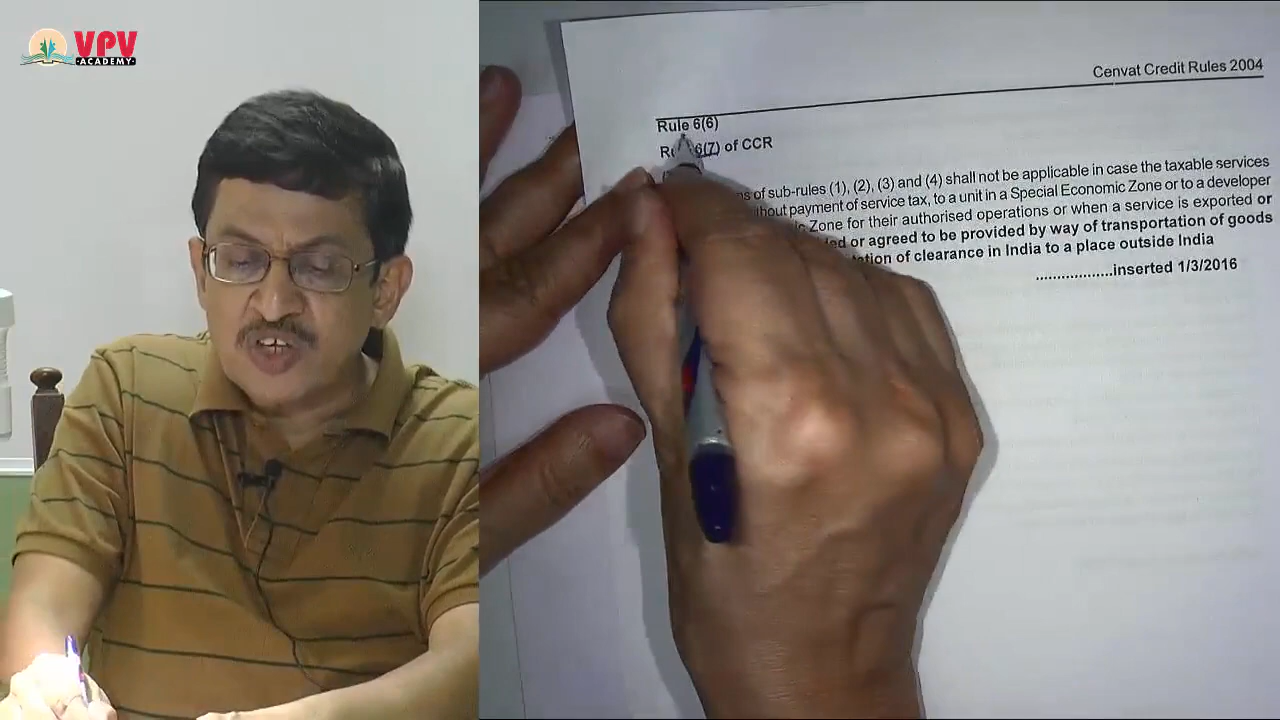 VPV
ACADEMY
Cenvat Credit Rules 2004
Rule 6(6)
6(7) of CCR
of sub-rules (1), (2), (3) and (4) shall not be applicable in case the taxable services
payment of service tax, to a unit in a Special Economic Zone or to a developer
Zone for their authorised operations or when a service is exported or
or agreed to be provided by way of transportation of goods
of clearance in India to a place outside India
..................inserted 1/3/2016